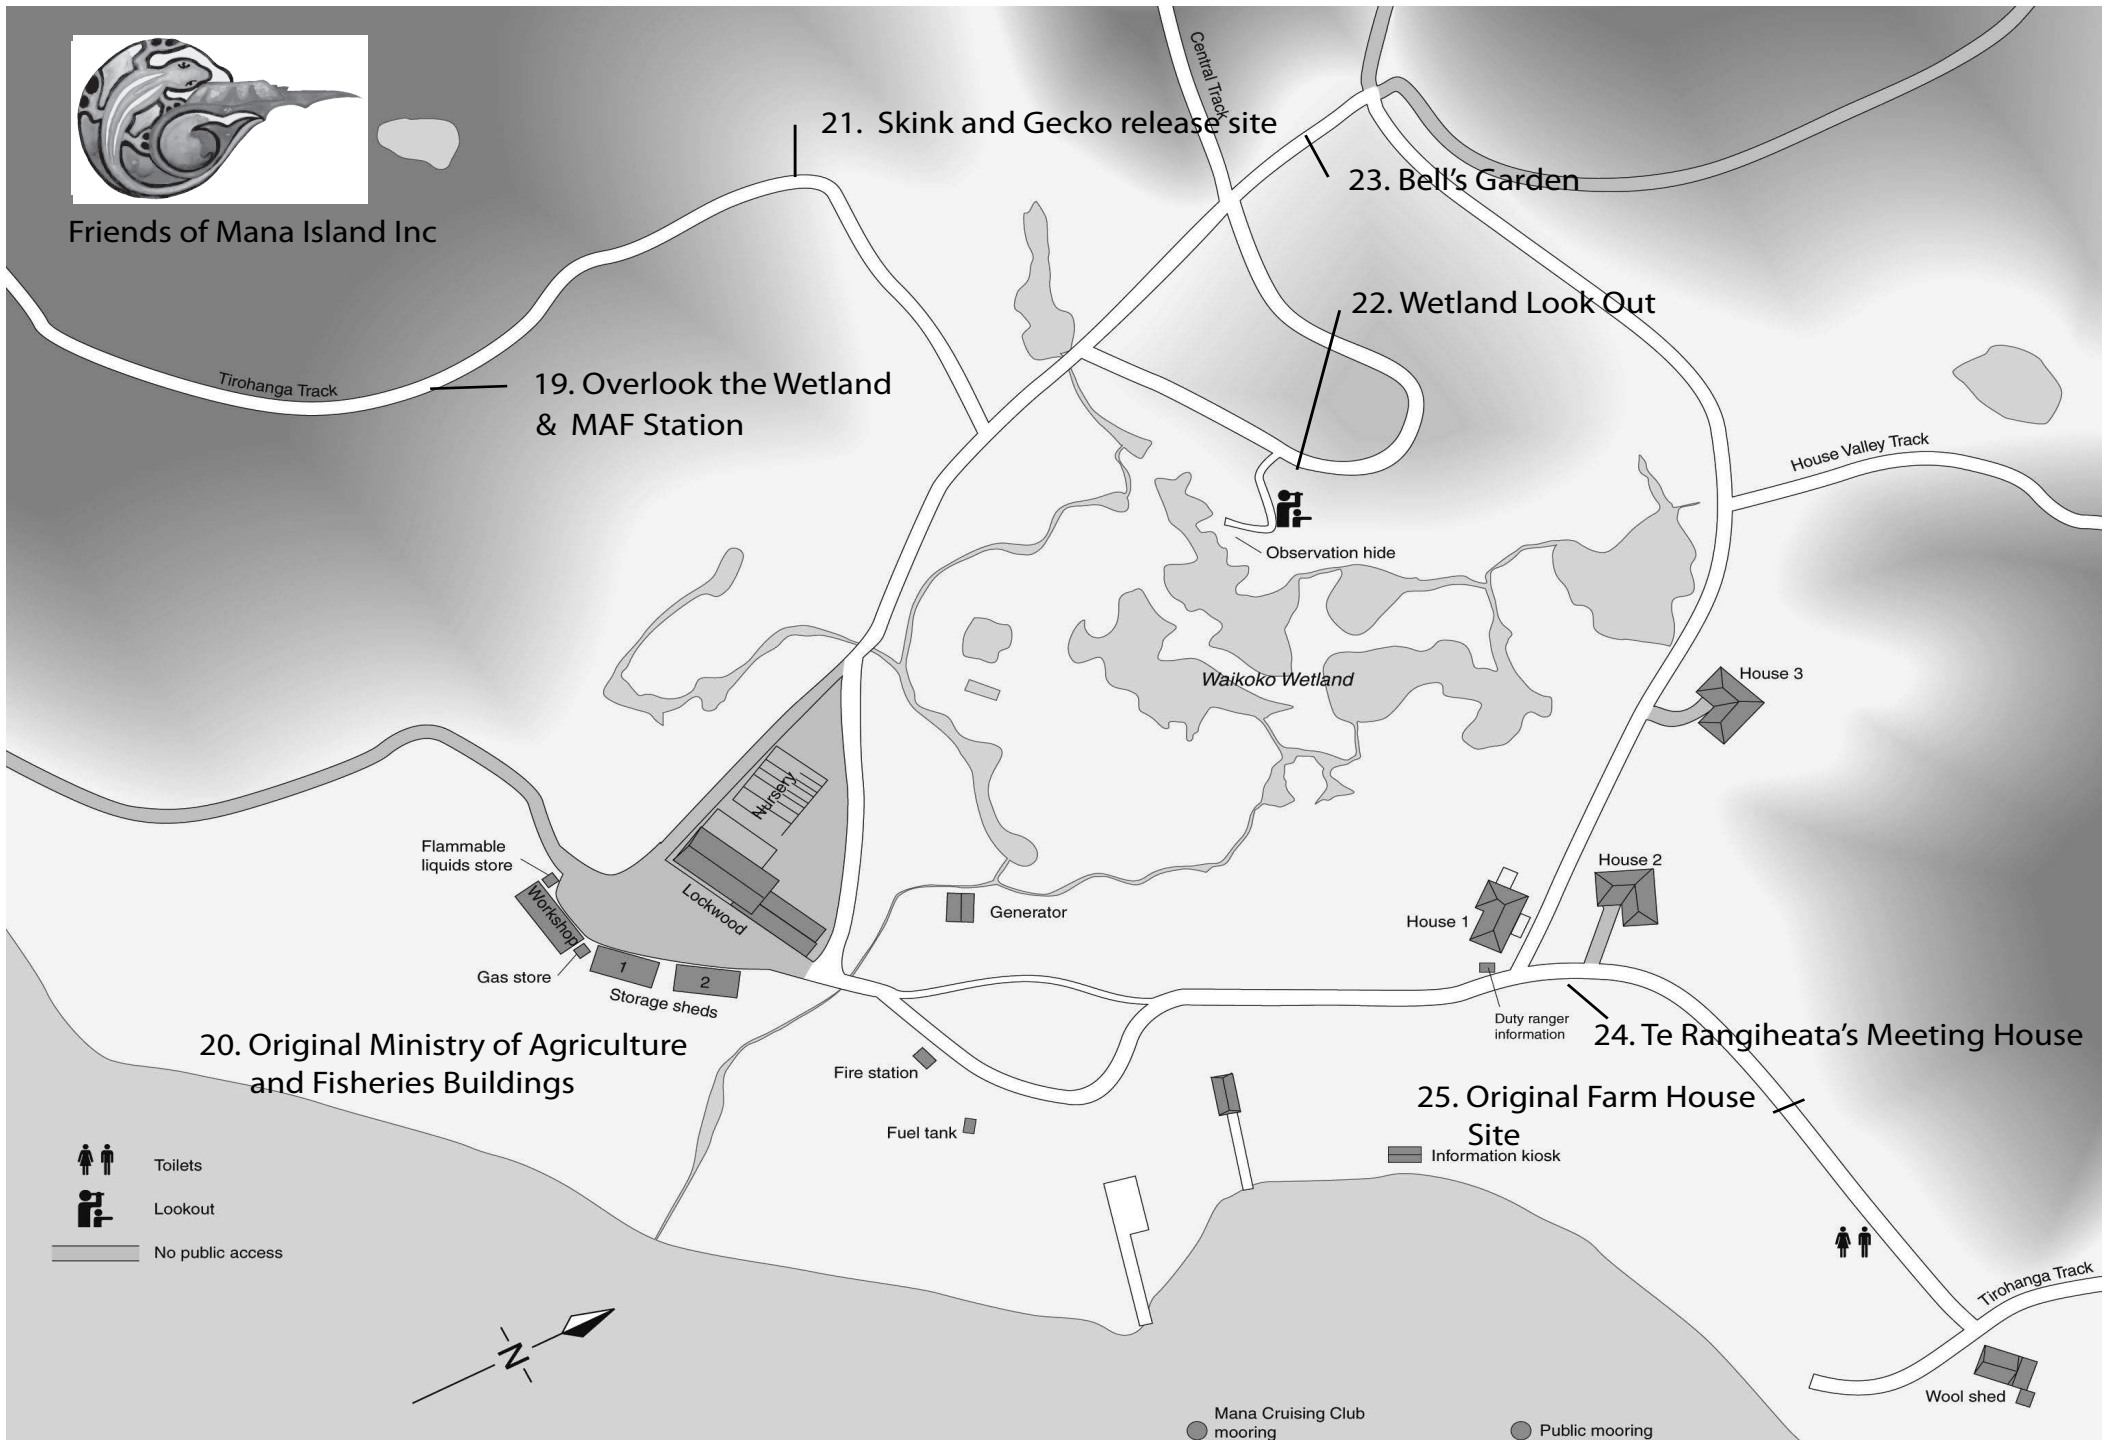 Central Track
21. Skink and Gecko release site
23. Bell's Garden
Friends of Mana Island Inc
22. Wetland Look Out
Tirohanga Track
19. Overlook the Wetland
& MAF Station
House Valley Track
Observation hide
Waikoko Wetland
House 3
Nursery
Flammable
liquids store
Workshop
Lockwood
House 2
Generator
House 1
Gas store
1
2
Storage sheds
Duty ranger
information
24. Te Rangiheata's Meeting House
20. Original Ministry of Agriculture
and Fisheries Buildings
Fire station
25. Original Farm House
Site
Fuel tank
Information kiosk
Toilets
Lookout
No public access
Tirohanga Track
N
Wool shed
Mana Cruising Club
mooring
Public mooring